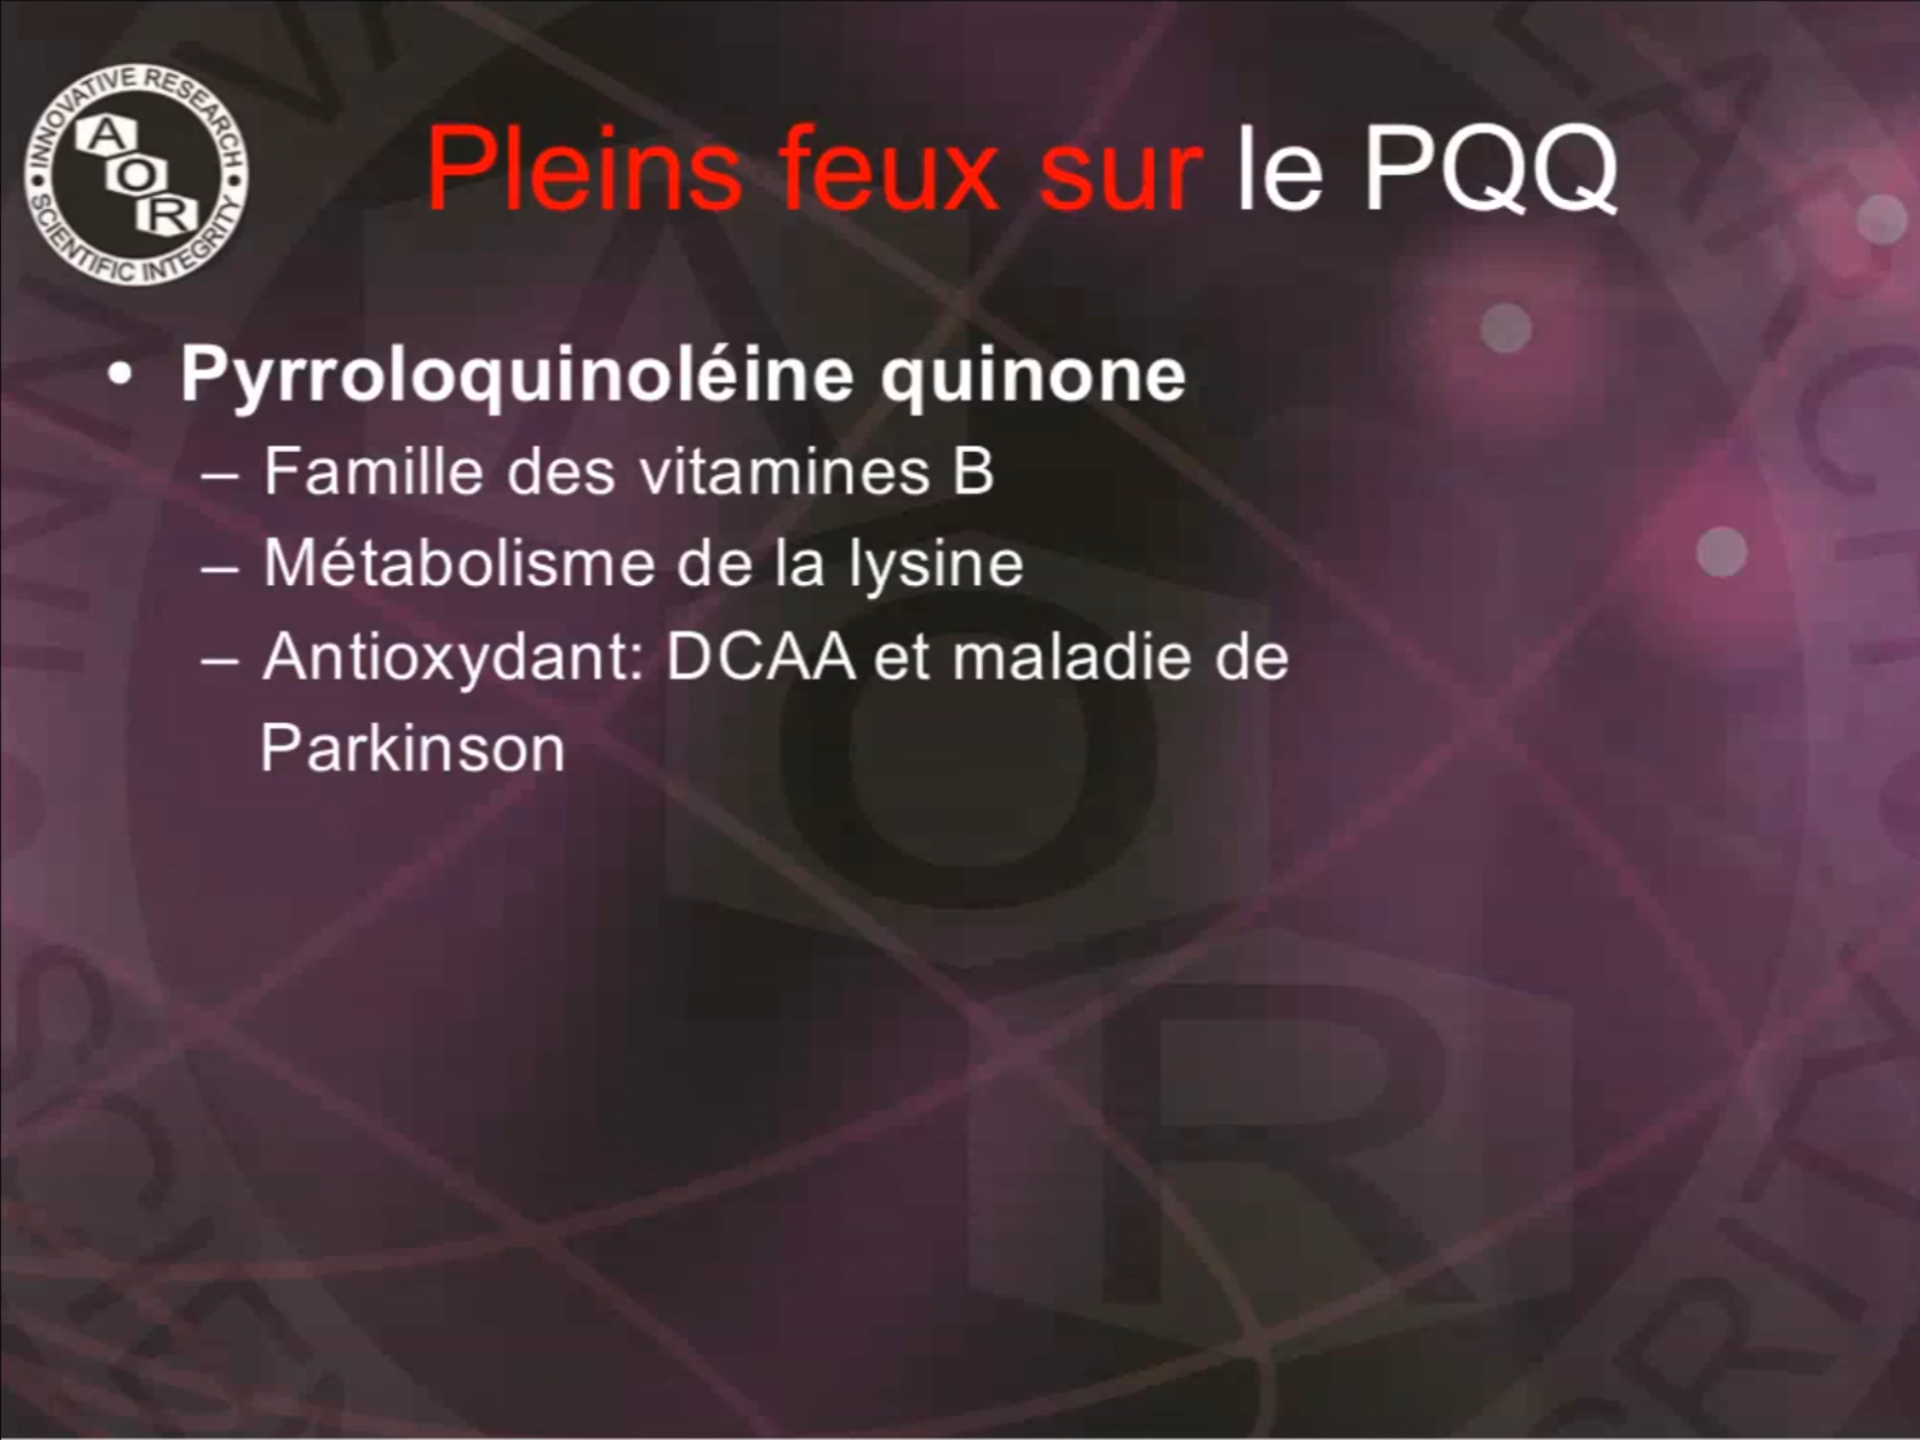 INNOVATIVE RESEARCH
AOR
SCIENTIFIC INTEGRITY
Pleins feux sur le PQQ
• Pyrroloquinoléine quinone
– Famille des vitamines B
– Métabolisme de la lysine
– Antioxydant: DCAA et maladie de
Parkinson